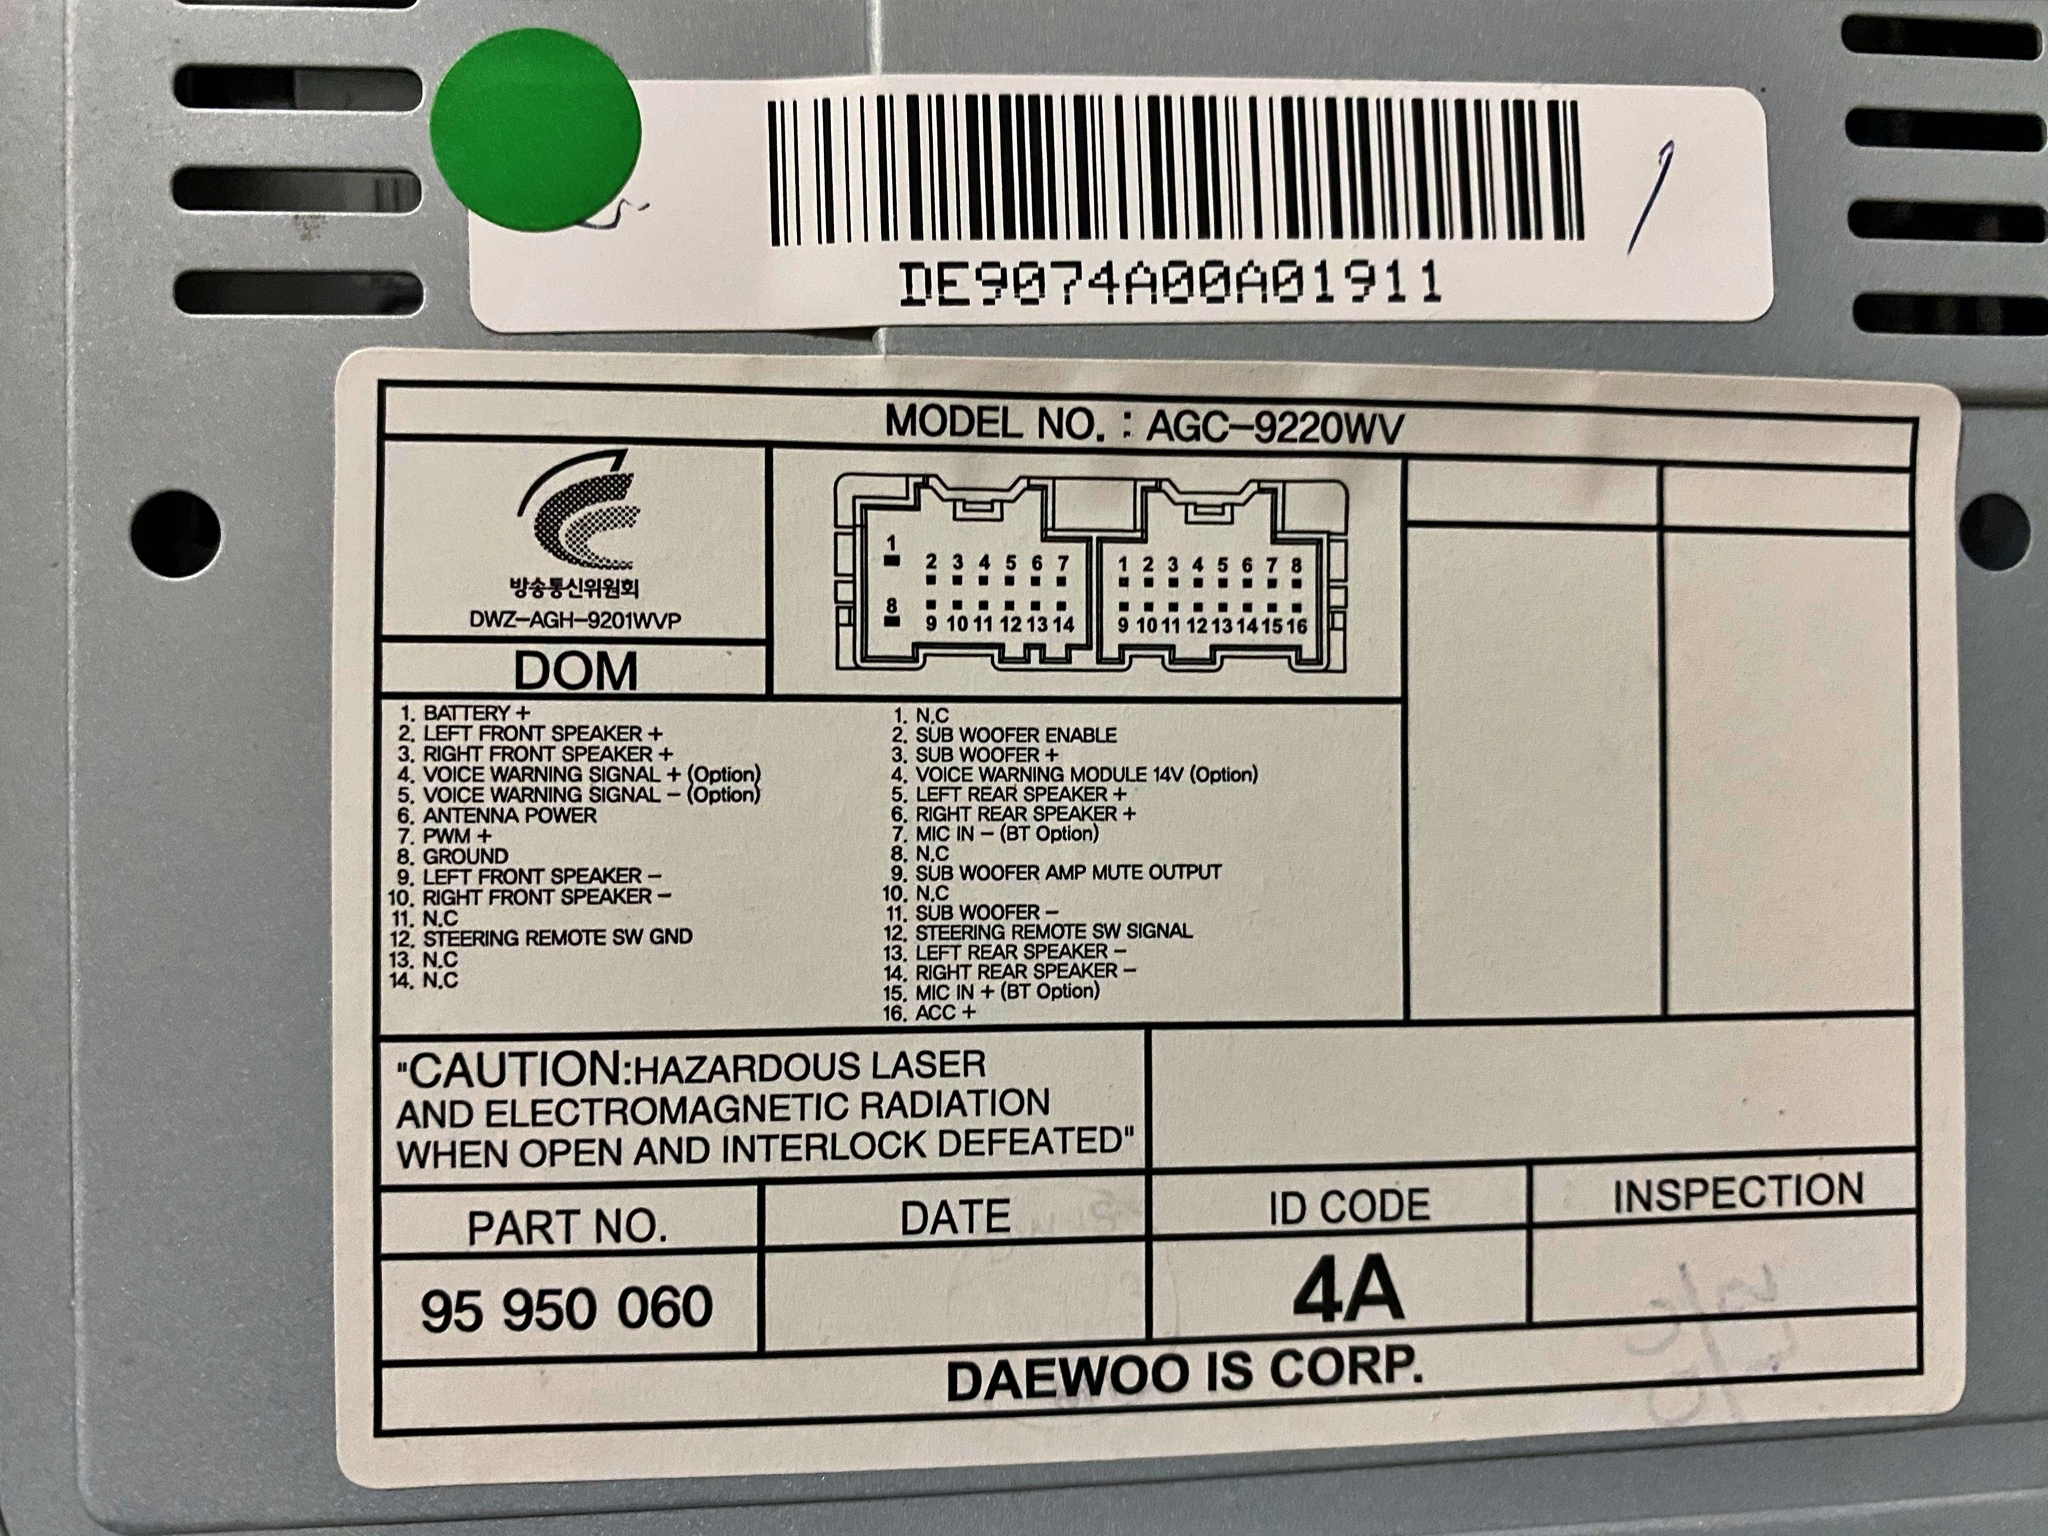 DE9074A00A01911
MODEL NO. : AGC-9220WV
방송통신위원회
DWZ-AGH-9201WVP
DOM
1
2 3 4 5 6 7
8
9 10 11 12 13 14
1 2 3 4 5 6 7 8
9 10 11 12 13 14 15 16
1. BATTERY +
2. LEFT FRONT SPEAKER +
3. RIGHT FRONT SPEAKER +
4. VOICE WARNING SIGNAL + (Option)
5. VOICE WARNING SIGNAL - (Option)
6. ANTENNA POWER
7. PWM +
8. GROUND
9. LEFT FRONT SPEAKER -
10. RIGHT FRONT SPEAKER -
11. N.C
12. STEERING REMOTE SW GND
13. N.C
14. N.C
1. N.C
2. SUB WOOFER ENABLE
3. SUB WOOFER +
4. VOICE WARNING MODULE 14V (Option)
5. LEFT REAR SPEAKER +
6. RIGHT REAR SPEAKER +
7. MIC IN - (BT Option)
8. N.C
9. SUB WOOFER AMP MUTE OUTPUT
10. N.C
11. SUB WOOFER -
12. STEERING REMOTE SW SIGNAL
13. LEFT REAR SPEAKER -
14. RIGHT REAR SPEAKER -
15. MIC IN + (BT Option)
16. ACC +
"CAUTION:HAZARDOUS LASER
AND ELECTROMAGNETIC RADIATION
WHEN OPEN AND INTERLOCK DEFEATED"
PART NO. DATE ID CODE INSPECTION
95 950 060 4A
DAEWOO IS CORP.